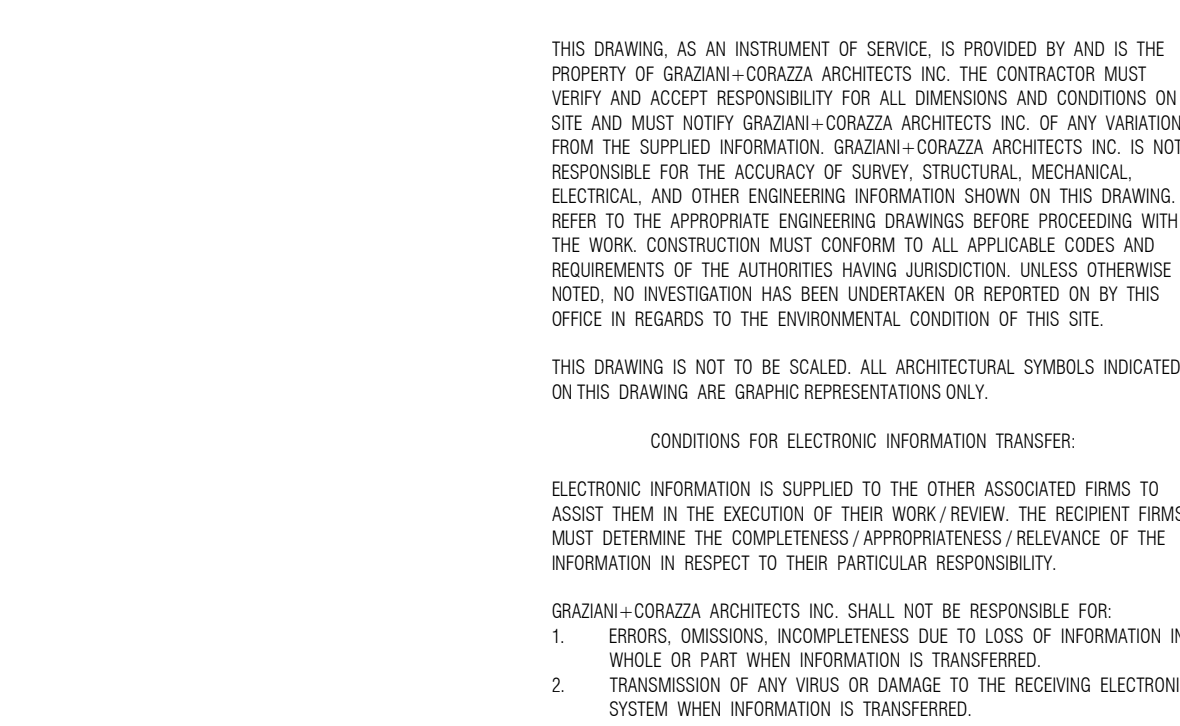 THIS DRAWING, AS AN INSTRUMENT OF SERVICE, IS PROVIDED BY AND IS THE
PROPERTY OF GRAZIANI+CORAZZA ARCHITECTS INC. THE CONTRACTOR MUST
VERIFY AND ACCEPT RESPONSIBILITY FOR ALL DIMENSIONS AND CONDITIONS ON
SITE AND MUST NOTIFY GRAZIANI+CORAZZA ARCHITECTS INC. OF ANY VARIATION
FROM THE SUPPLIED INFORMATION. GRAZIANI+CORAZZA ARCHITECTS INC. IS NOT
RESPONSIBLE FOR THE ACCURACY OF SURVEY, STRUCTURAL, MECHANICAL,
ELECTRICAL, AND OTHER ENGINEERING INFORMATION SHOWN ON THIS DRAWING.
REFER TO THE APPROPRIATE ENGINEERING DRAWINGS BEFORE PROCEEDING WITH
THE WORK. CONSTRUCTION MUST CONFORM TO ALL APPLICABLE CODES AND
REQUIREMENTS OF THE AUTHORITIES HAVING JURISDICTION. UNLESS OTHERWISE
NOTED, NO INVESTIGATION HAS BEEN UNDERTAKEN OR REPORTED ON BY THIS
OFFICE IN REGARDS TO THE ENVIRONMENTAL CONDITION OF THIS SITE.
THIS DRAWING IS NOT TO BE SCALED. ALL ARCHITECTURAL SYMBOLS INDICATED
ON THIS DRAWING ARE GRAPHIC REPRESENTATIONS ONLY.
CONDITIONS FOR ELECTRONIC INFORMATION TRANSFER:
ELECTRONIC INFORMATION IS SUPPLIED TO THE OTHER ASSOCIATED FIRMS TO
ASSIST THEM IN THE EXECUTION OF THEIR WORK / REVIEW. THE RECIPIENT FIRMS
MUST DETERMINE THE COMPLETENESS / APPROPRIATENESS / RELEVANCE OF THE
INFORMATION IN RESPECT TO THEIR PARTICULAR RESPONSIBILITY.
GRAZIANI+CORAZZA ARCHITECTS INC. SHALL NOT BE RESPONSIBLE FOR:
1. ERRORS, OMISSIONS, INCOMPLETENESS DUE TO LOSS OF INFORMATION IN
WHOLE OR PART WHEN INFORMATION IS TRANSFERRED.
2. TRANSMISSION OF ANY VIRUS OR DAMAGE TO THE RECEIVING ELECTRONI
SYSTEM WHEN INFORMATION IS TRANSFERRED.